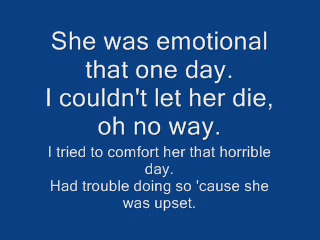 She was emotional
that one day.
I couldn't let her die,
oh no way.
I tried to comfort her that horrible
day.
Had trouble doing so 'cause she
was upset.